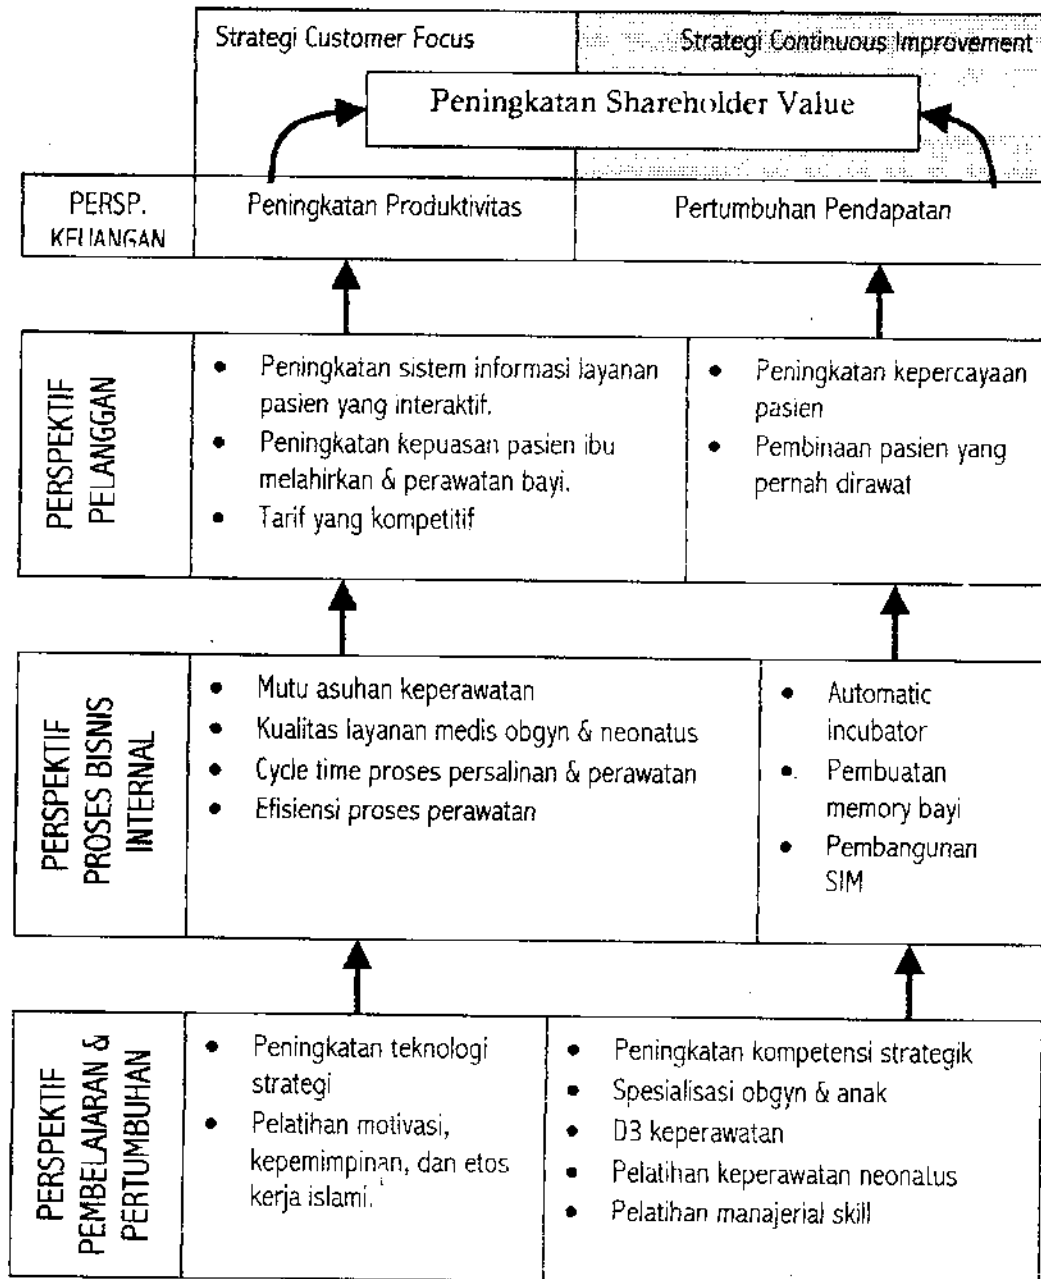 Strategi Customer Focus
Strategi Continuous Improvement
Peningkatan Shareholder Value
PERSP.
KEUANGAN
Peningkatan Produktivitas
Pertumbuhan Pendapatan
PERSPEKTIF
PELANGGAN
• Peningkatan sistem informasi layanan
pasien yang interaktif.
• Peningkatan kepuasan pasien ibu
melahirkan & perawatan bayi.
• Tarif yang kompetitif
• Peningkatan kepercayaan
pasien
• Pembinaan pasien yang
pernah dirawat
PERSPEKTIF
PROSES BISNIS
INTERNAL
• Mutu asuhan keperawatan
• Kualitas layanan medis obgyn & neonatus
• Cycle time proses persalinan & perawatan
• Efisiensi proses perawatan
• Automatic
incubator
• Pembuatan
memory bayi
• Pembangunan
SIM
PERSPEKTIF
PEMBELAJARAN &
PERTUMBUHAN
• Peningkatan teknologi
strategi
• Pelatihan motivasi,
kepemimpinan, dan etos
kerja islami.
• Peningkatan kompetensi strategik
• Spesialisasi obgyn & anak
• D3 keperawatan
• Pelatihan keperawatan neonatus
• Pelatihan manajerial skill